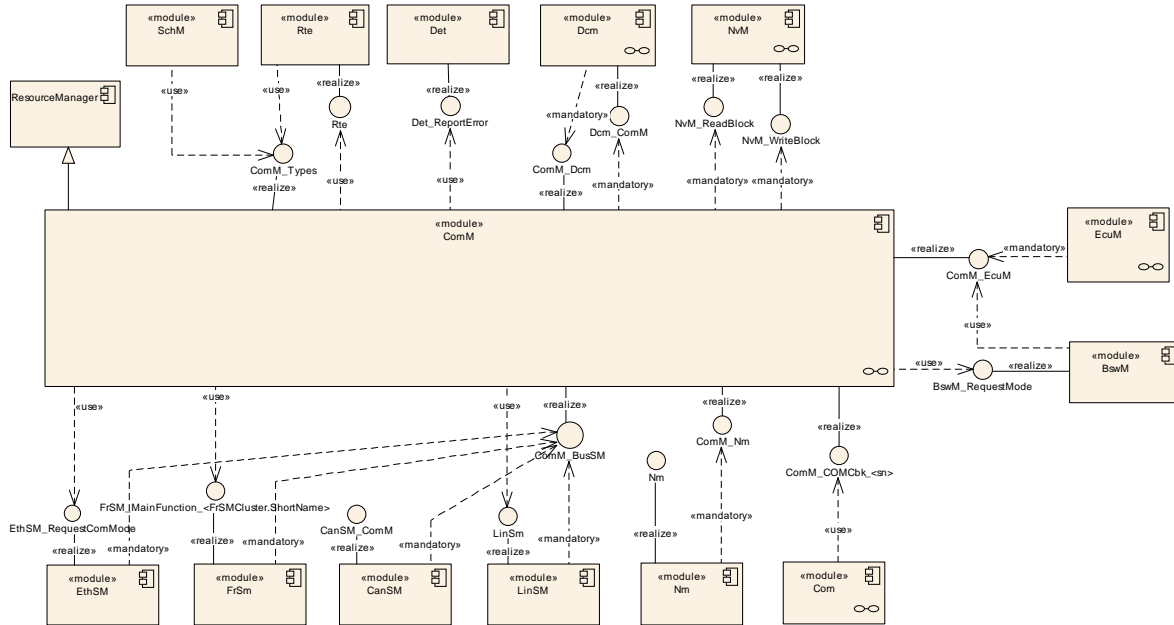 «module»
SchM
«module»
Rte
«module»
Det
«module»
Dcm
«module»
NvM
ResourceManager
«use»
«use»
«realize»
«realize»
«realize»
«realize»
«realize»
«mandatory»
Rte
Det_ReportError
Dcm_ComM
NvM_ReadBlock
NvM_WriteBlock
ComM_Types
ComM_Dcm
«realize»
«use»
«use»
«realize»
«mandatory»
«mandatory»
«mandatory»
«module»
ComM
«module»
EcuM
«realize»
«mandatory»
ComM_EcuM
«use»
«module»
BswM
«use»
«realize»
BswM_RequestMode
«use»
«use»
«use»
«realize»
«realize»
«realize»
ComM_BusSM
ComM_Nm
ComM_COMCbk_<sn>
Nm
FrSM_MainFunction_<FrSMCluster.ShortName>
EthSM_RequestComMode
CanSM_ComM
LinSm
«mandatory»
«use»
«realize»
«realize»
«mandatory»
«realize»
«mandatory»
«realize»
«mandatory»
«realize»
«mandatory»
«module»
EthSM
«module»
FrSm
«module»
CanSM
«module»
LinSM
«module»
Nm
«module»
Com